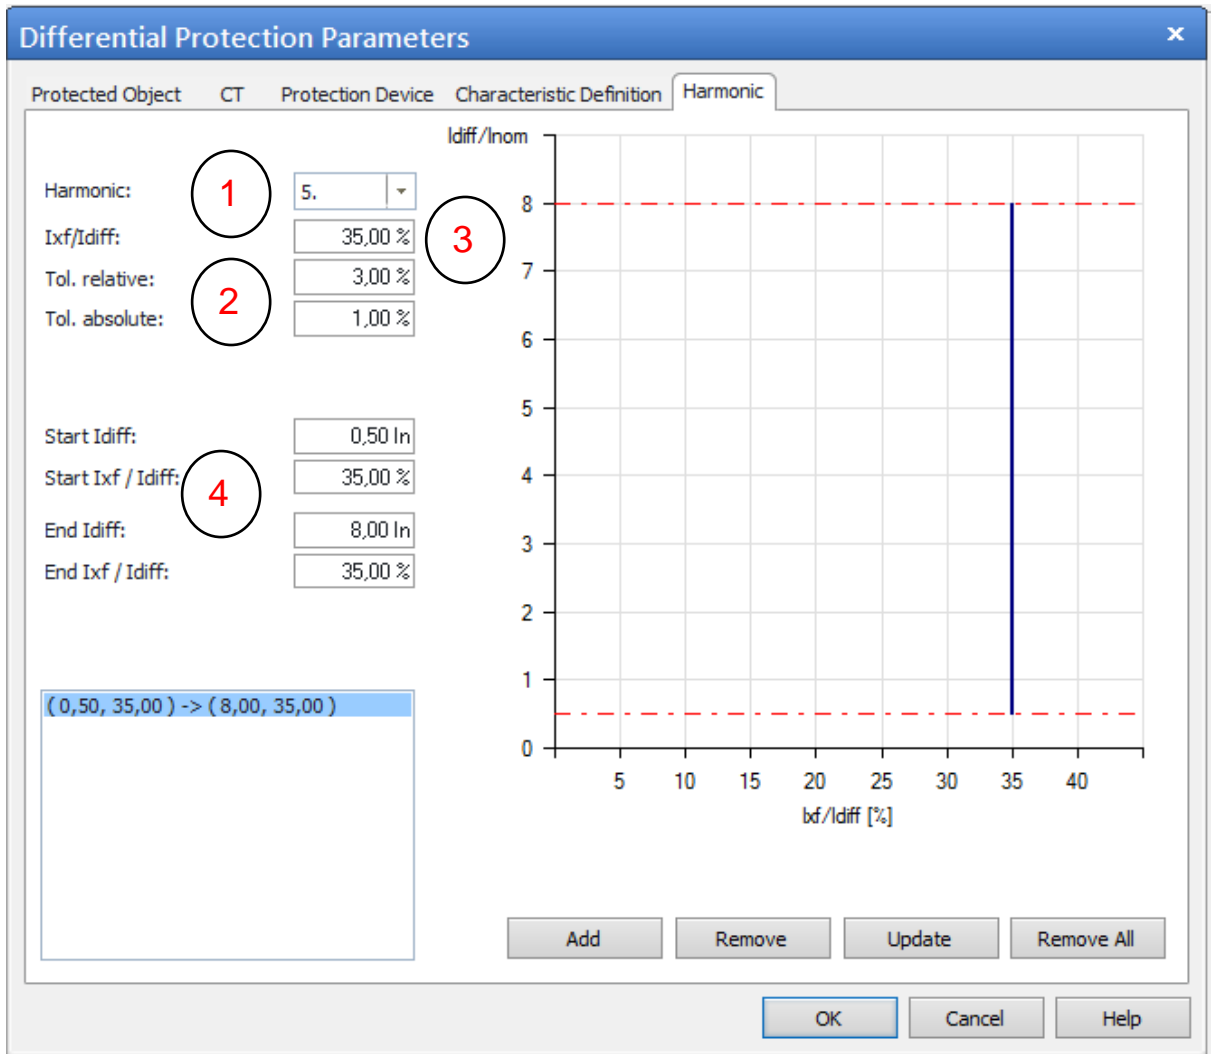 Differential Protection Parameters x
Protected Object CT Protection Device Characteristic Definition Harmonic
Idiff/Inom
Harmonic: 1 5.
Ixf/Idiff: 35,00 % 3
Tol. relative: 3,00 %
2
Tol. absolute: 1,00 %
Start Idiff: 0,50 In
Start Ixf / Idiff: 35,00 %
4
End Idiff: 8,00 In
End Ixf / Idiff: 35,00 %
( 0,50, 35,00 ) -> ( 8,00, 35,00 )
8
7
6
5
4
3
2
1
0
5 10 15 20 25 30 35 40
Ixf/Idiff [%]
Add Remove Update Remove All
OK Cancel Help